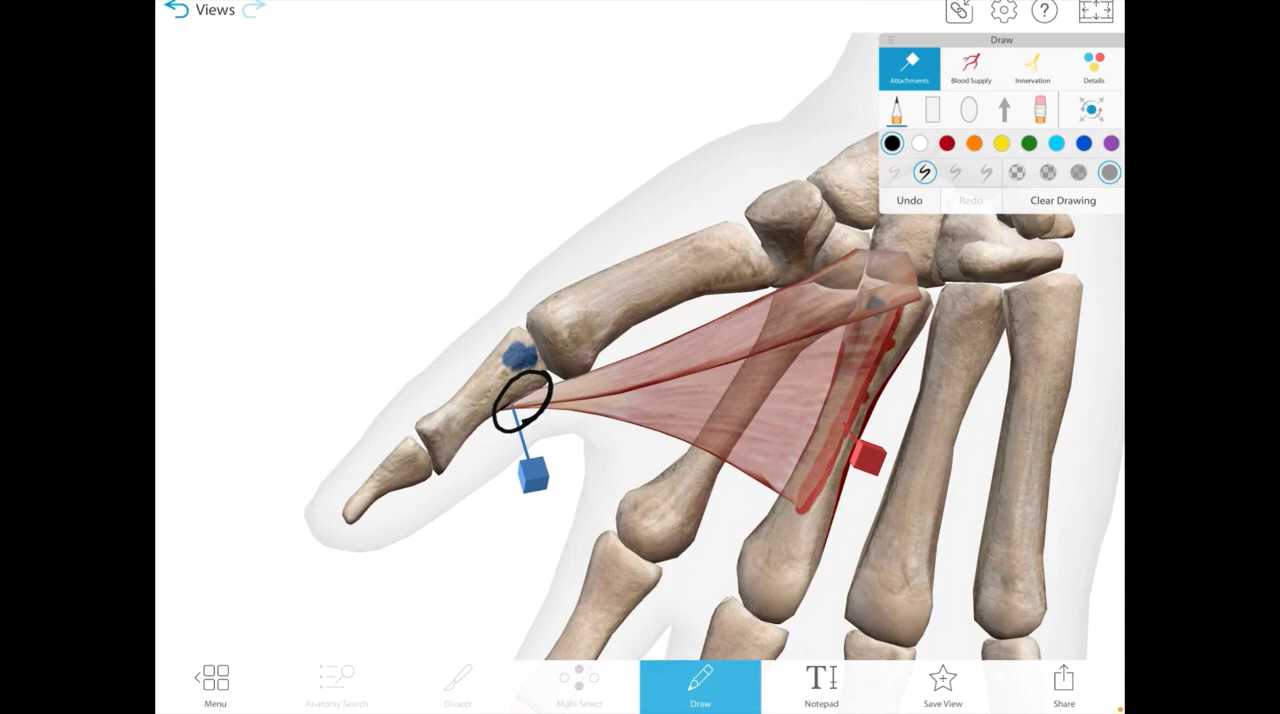 Views
Draw
Attachments
Blood Supply
Innervation
Details
Undo
Redo
Clear Drawing
Menu
Anatomy Search
Dissect
Multi-Select
Draw
Notepad
Save View
Share